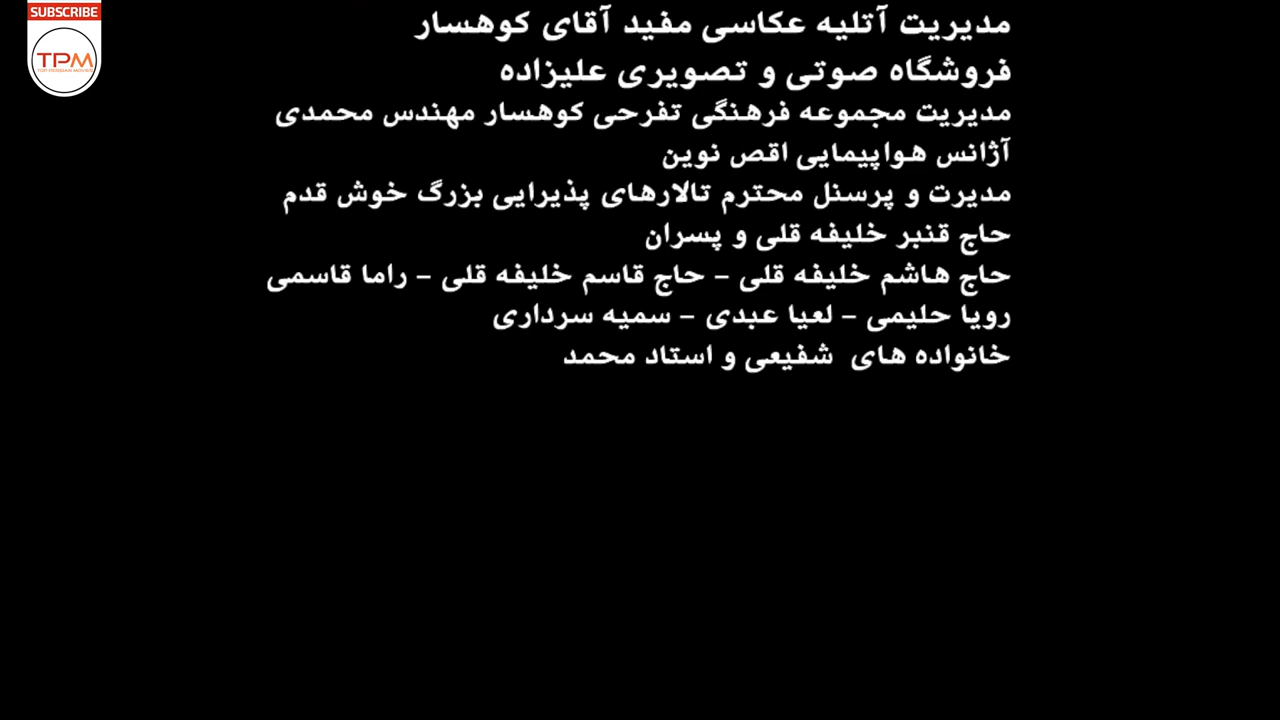 SUBSCRIBE
TPM
TOP PERSIAN MOVIES
مدیریت آتلیه عکاسی مفید آقای کوهسار
فروشگاه صوتی و تصویری علیزاده
مدیریت مجموعه فرهنگی تفرحی کوهسار مهندس محمدی
آژانس هواپیمایی اقص نوین
مدیرت و پرسنل محترم تالارهای پذیرایی بزرگ خوش قدم
حاج قنبر خلیفه قلی و پسران
حاج هاشم خلیفه قلی – حاج قاسم خلیفه قلی – راما قاسمی
رویا حلیمی – لعیا عبدی – سمیه سرداری
خانواده های شفیعی و استاد محمد